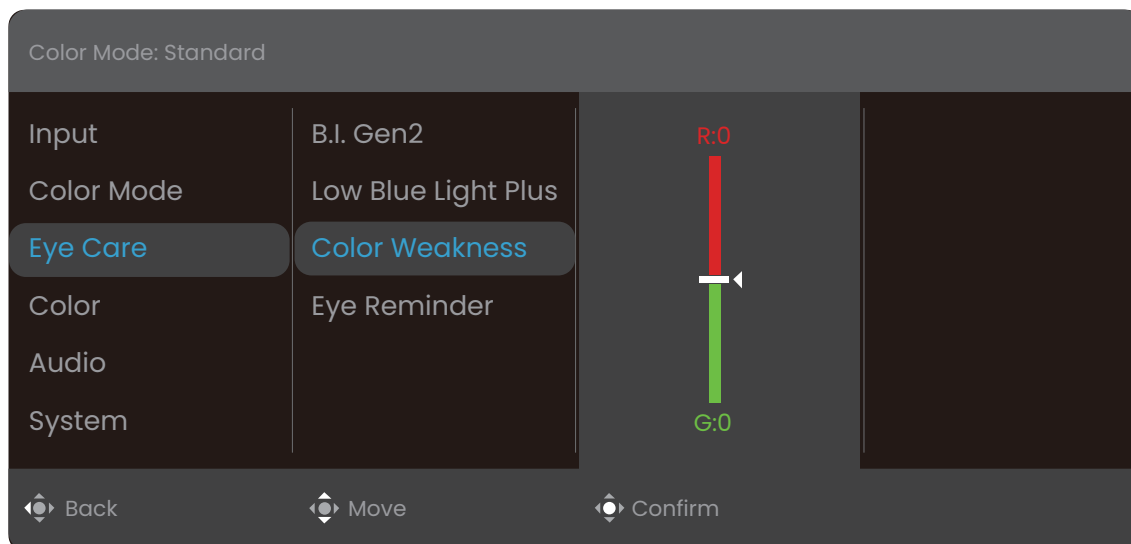 Color Mode: Standard
Input
Color Mode
Eye Care
Color
Audio
System
B.I. Gen2
Low Blue Light Plus
Color Weakness
Eye Reminder
R:0
G:0
Back
Move
Confirm